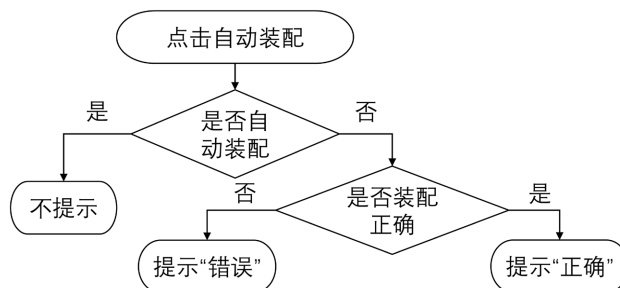 点击自动装配
是
是否自
动装配
否
不提示
否
是否装配
正确
是
提示“错误”
提示“正确”